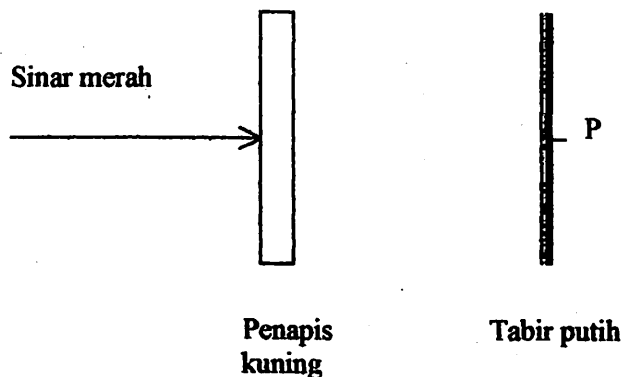 Sinar merah
P
Penapis
kuning
Tabir putih